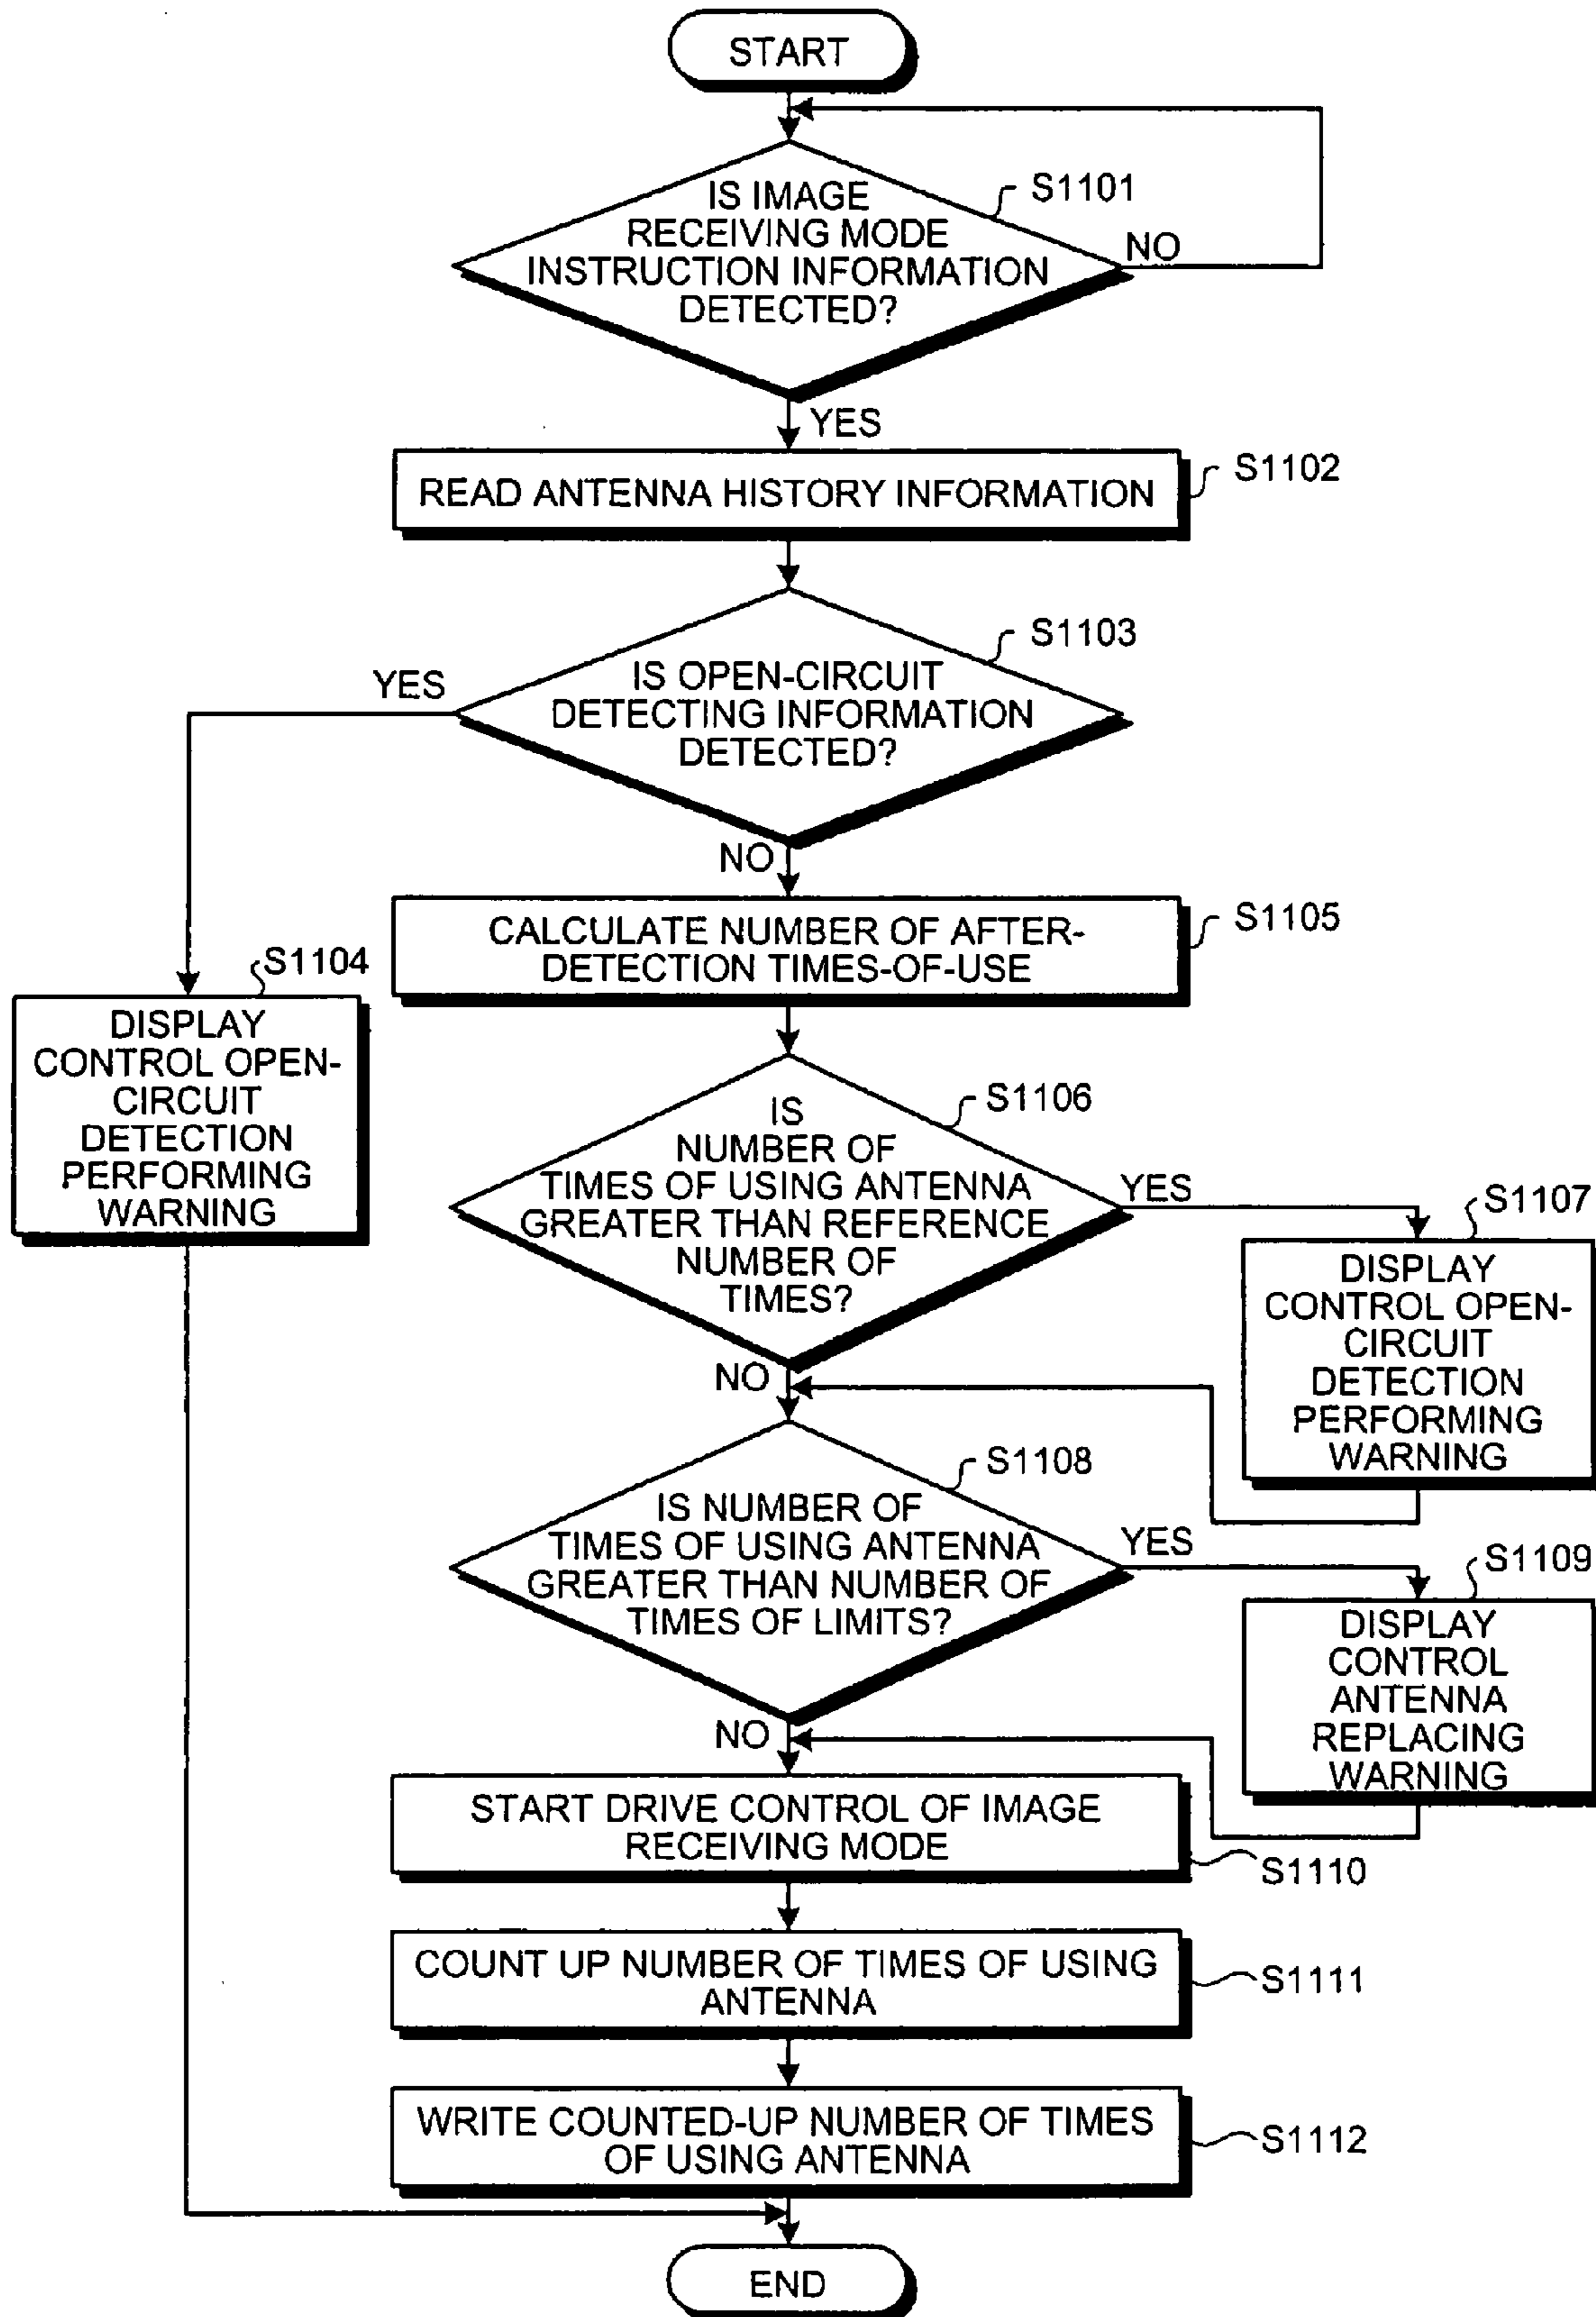 START
IS IMAGE
RECEIVING MODE
INSTRUCTION INFORMATION
DETECTED?
S1101
NO
YES
READ ANTENNA HISTORY INFORMATION
S1102
IS OPEN-CIRCUIT
DETECTING INFORMATION
DETECTED?
S1103
YES
NO
S1104
DISPLAY
CONTROL OPEN-
CIRCUIT
DETECTION
PERFORMING
WARNING
CALCULATE NUMBER OF AFTER-
DETECTION TIMES-OF-USE
S1105
IS
NUMBER OF
TIMES OF USING ANTENNA
GREATER THAN REFERENCE
NUMBER OF
TIMES?
S1106
YES
NO
S1107
DISPLAY
CONTROL OPEN-
CIRCUIT
DETECTION
PERFORMING
WARNING
IS NUMBER OF
TIMES OF USING ANTENNA
GREATER THAN NUMBER OF
TIMES OF LIMITS?
S1108
YES
NO
S1109
DISPLAY
CONTROL
ANTENNA
REPLACING
WARNING
START DRIVE CONTROL OF IMAGE
RECEIVING MODE
S1110
COUNT UP NUMBER OF TIMES OF USING
ANTENNA
S1111
WRITE COUNTED-UP NUMBER OF TIMES
OF USING ANTENNA
S1112
END